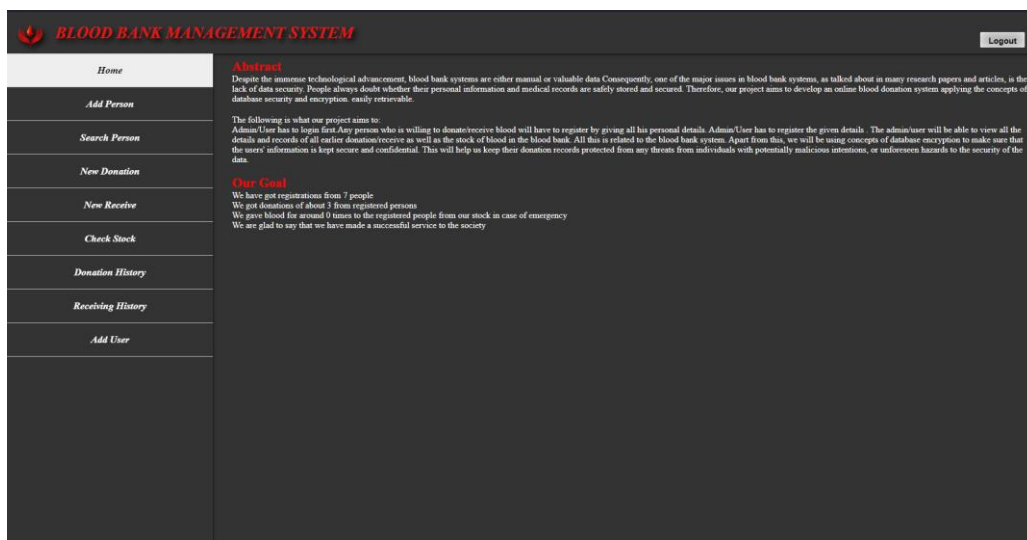 BLOOD BANK MANAGEMENT SYSTEM
Logout
Home
Add Person
Search Person
New Donation
New Receive
Check Stock
Donation History
Receiving History
Add User
Abstract
Despite the immense technological advancement, blood bank systems are either manual or valuable data Consequently, one of the major issues in blood bank systems, as talked about in many research papers and articles, is the
lack of data security. People always doubt whether their personal information and medical records are safely stored and secured. Therefore, our project aims to develop an online blood donation system applying the concepts of
database security and encryption. easily retrievable.
The following is what our project aims to:
Admin/User has to login first.Any person who is willing to donate/receive blood will have to register by giving all his personal details. Admin/User has to register the given details . The admin/user will be able to view all the
details and records of all earlier donation/receive as well as the stock of blood in the blood bank. All this is related to the blood bank system. Apart from this, we will be using concepts of database encryption to make sure that
the users' information is kept secure and confidential. This will help us keep their donation records protected from any threats from individuals with potentially malicious intentions, or unforeseen hazards to the security of the
data.
Our Goal
We have got registrations from 7 people
We got donations of about 3 from registered persons
We gave blood for around 0 times to the registered people from our stock in case of emergency
We are glad to say that we have made a successful service to the society